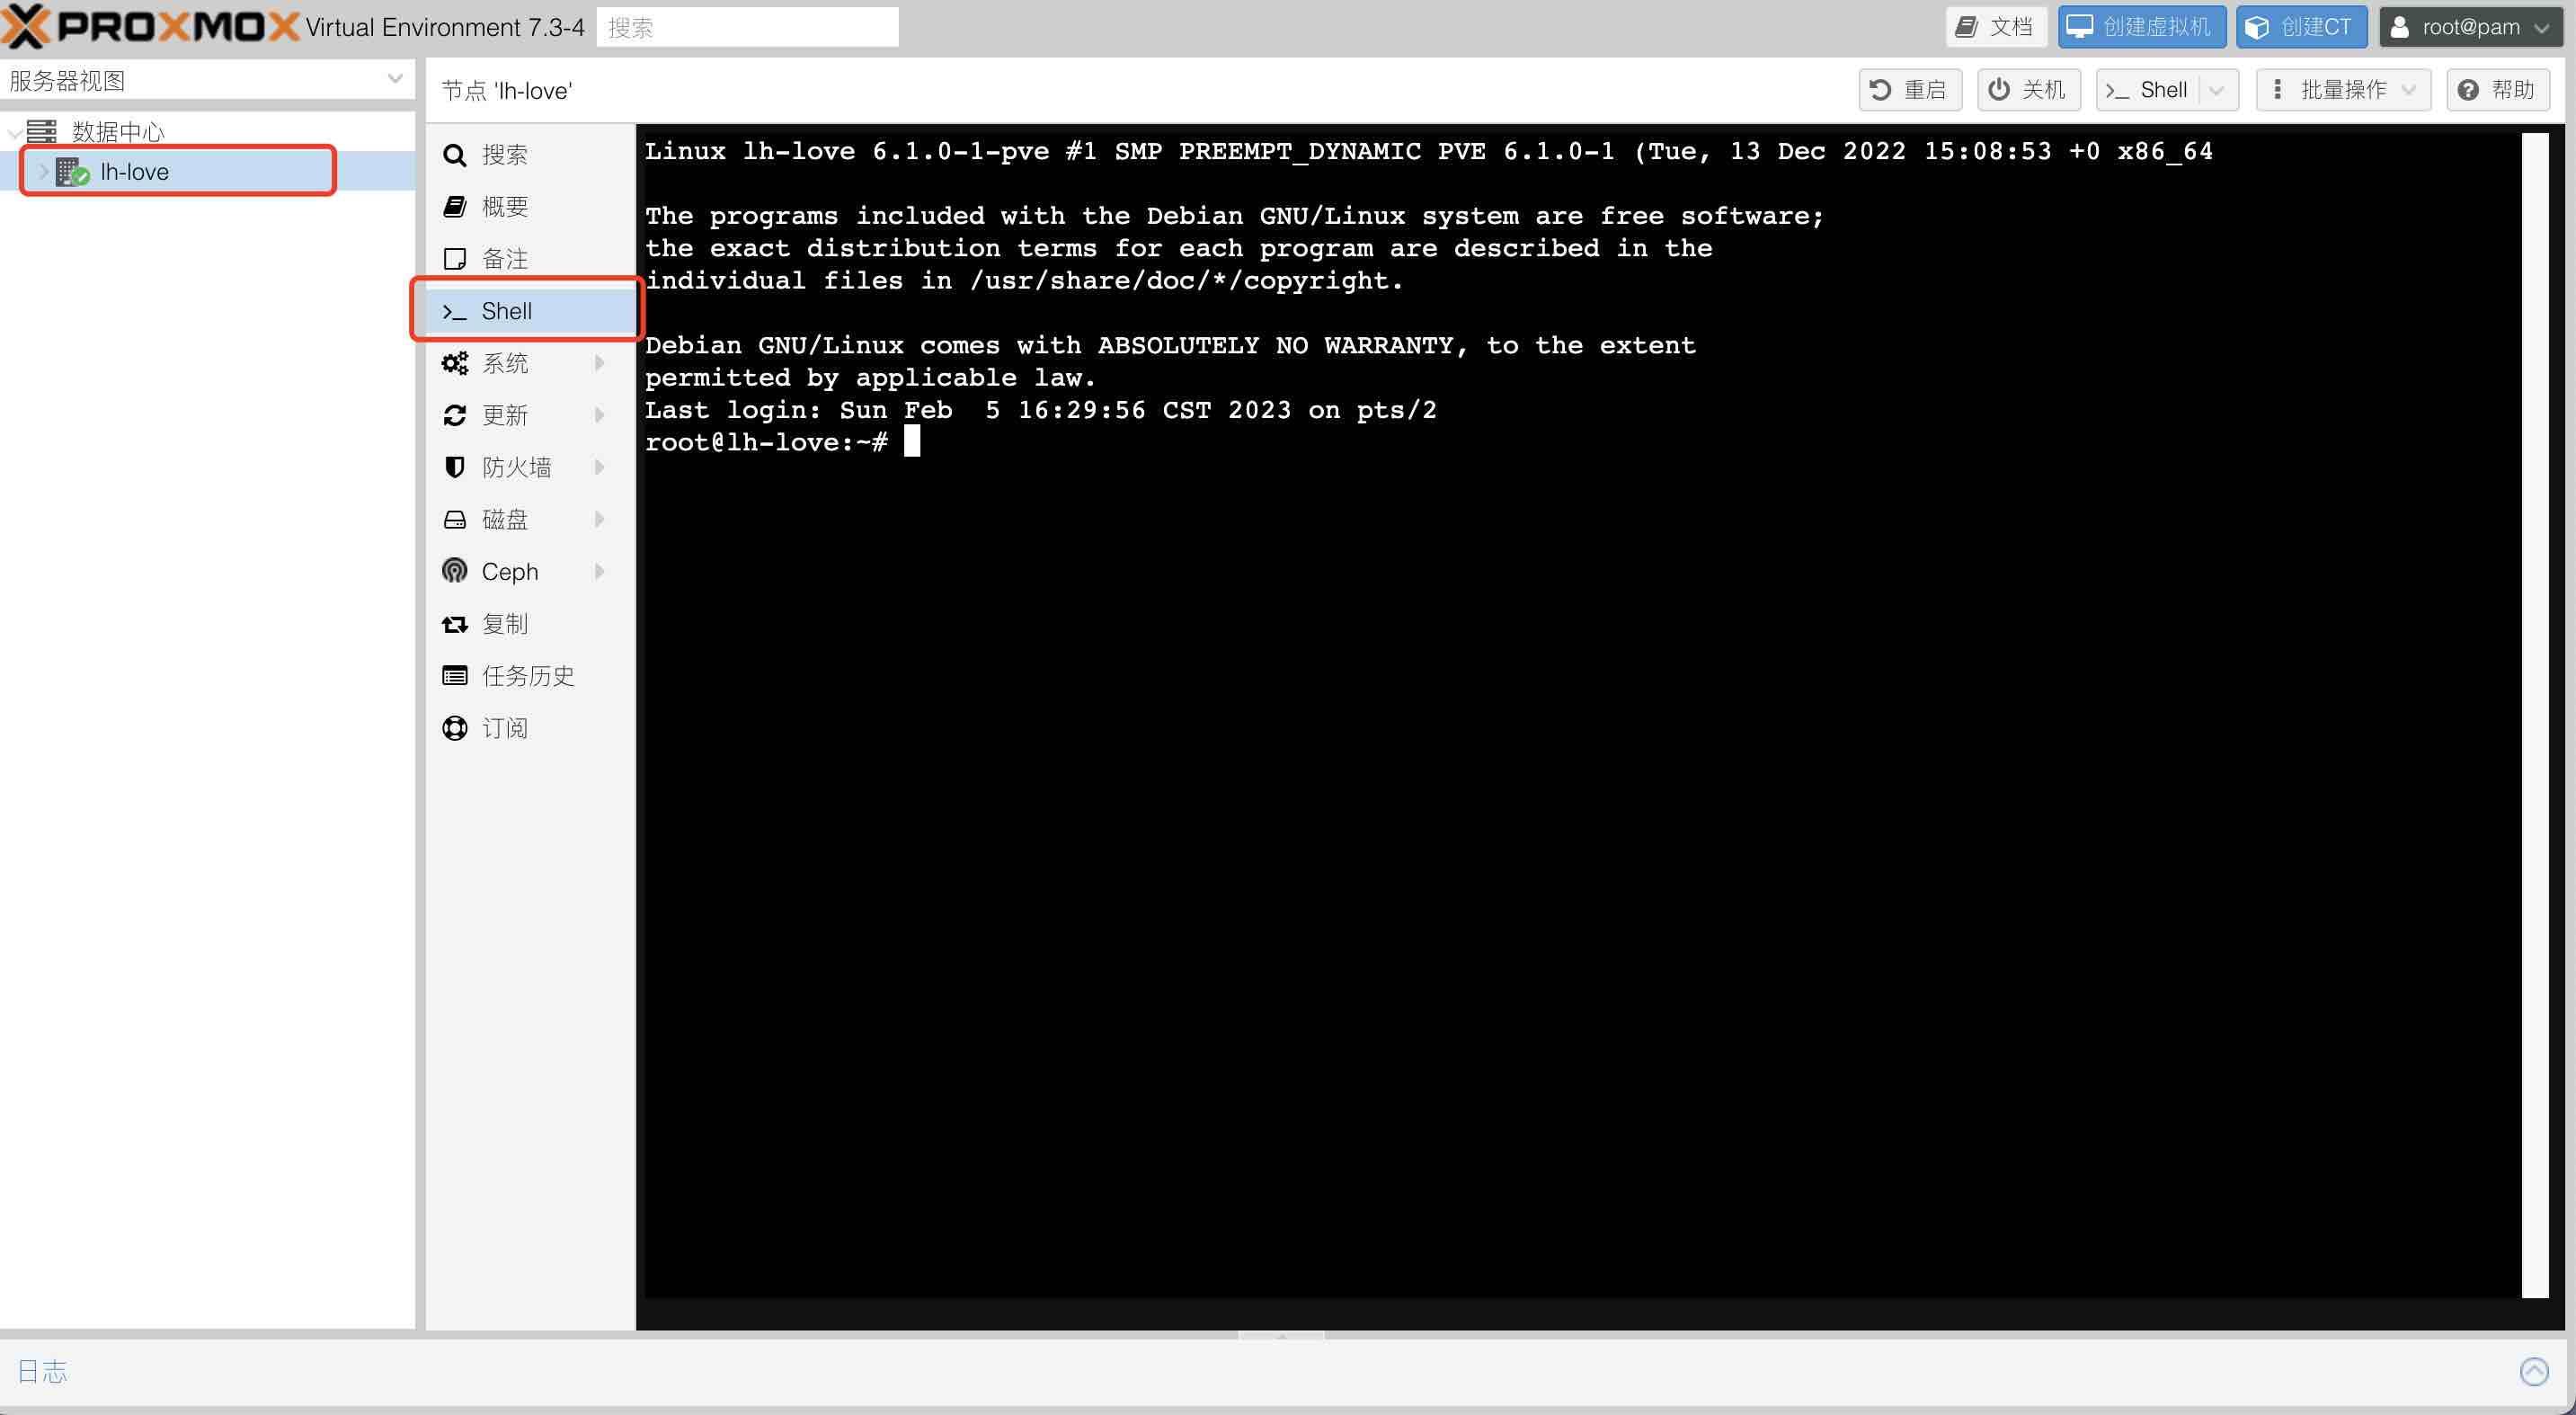 PROXMOX Virtual Environment 7.3-4 搜索 文档 创建虚拟机 创建CT root@pam
服务器视图
数据中心
lh-love
节点 'lh-love' 重启 关机 >_ Shell 批量操作 帮助
搜索
概要
备注
>_ Shell
系统
更新
防火墙
磁盘
Ceph
复制
任务历史
订阅
Linux lh-love 6.1.0-1-pve #1 SMP PREEMPT_DYNAMIC PVE 6.1.0-1 (Tue, 13 Dec 2022 15:08:53 +0 x86_64
The programs included with the Debian GNU/Linux system are free software;
the exact distribution terms for each program are described in the
individual files in /usr/share/doc/*/copyright.
Debian GNU/Linux comes with ABSOLUTELY NO WARRANTY, to the extent
permitted by applicable law.
Last login: Sun Feb  5 16:29:56 CST 2023 on pts/2
root@lh-love:~#
日志